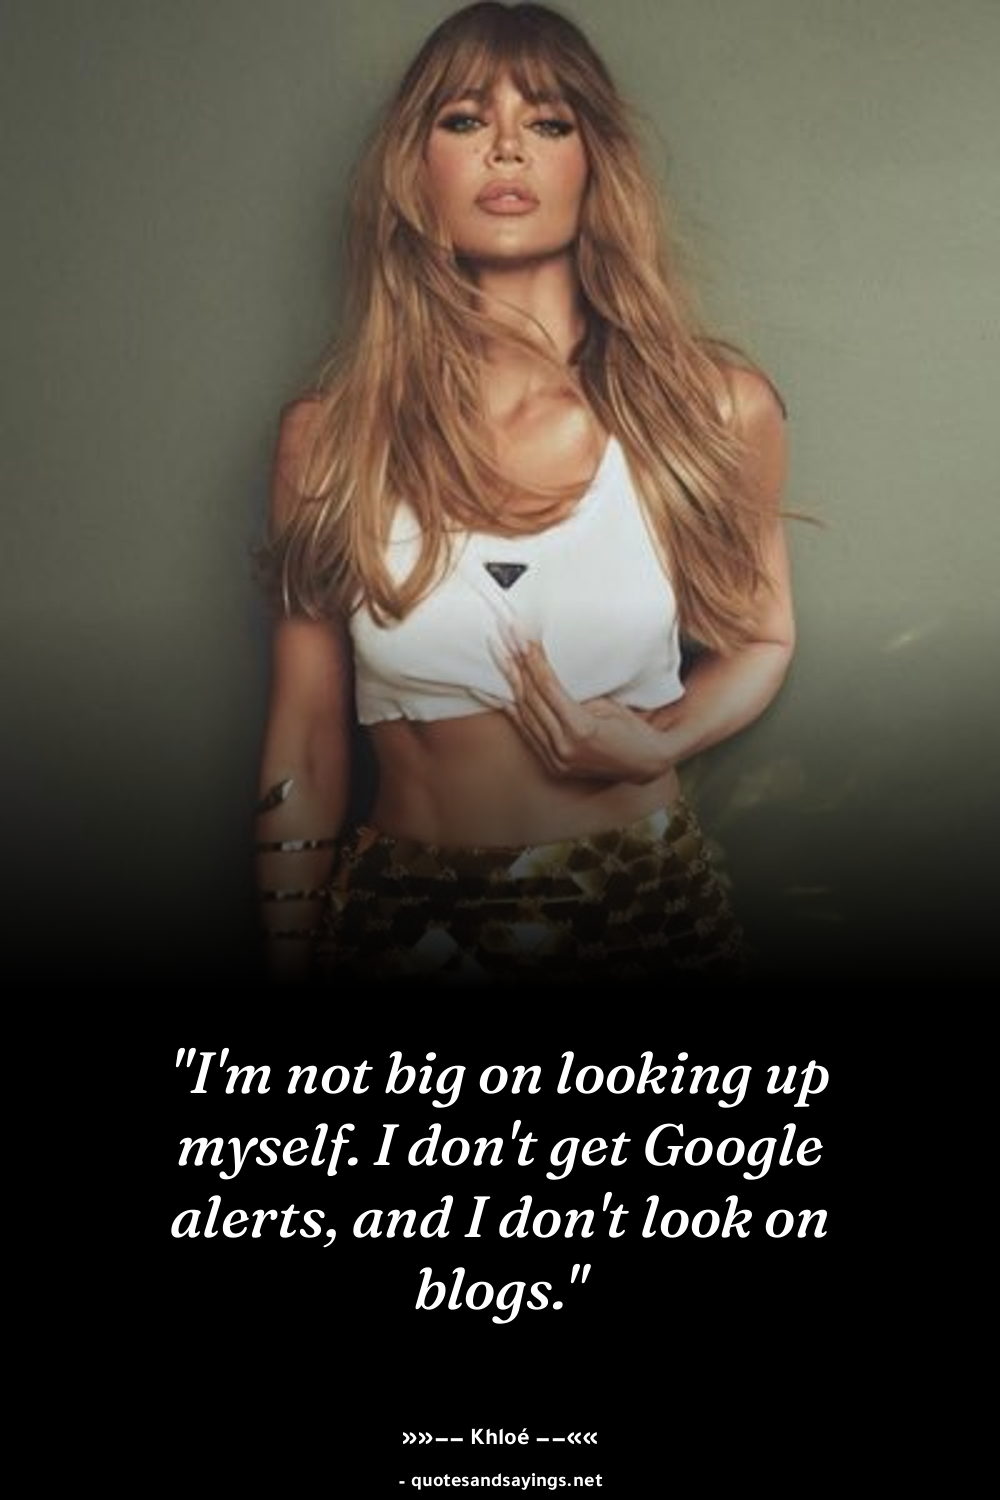 "I'm not big on looking up
myself. I don't get Google
alerts, and I don't look on
blogs."
»»−− Khloé −−««
- quotesandsayings.net